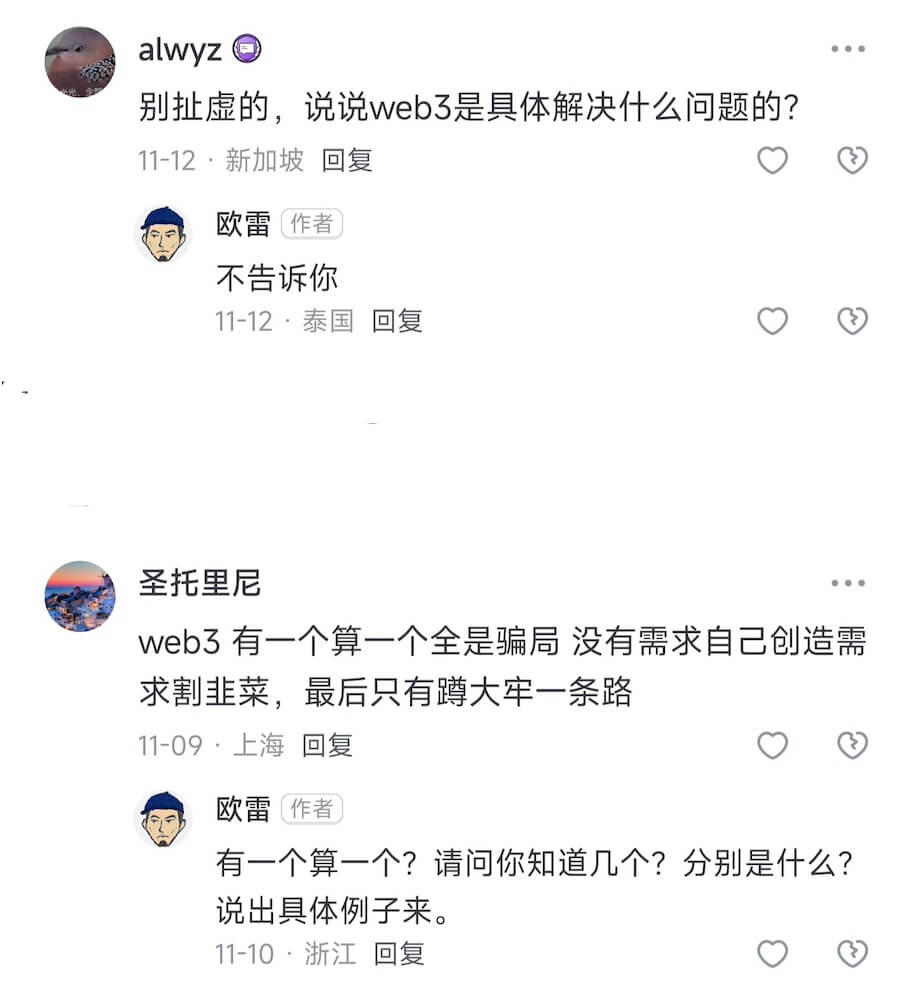 alwyz
别扯虚的，说说web3是具体解决什么问题的？
11-12 · 新加坡 回复
欧雷 作者
不告诉你
11-12 · 泰国 回复
圣托里尼
web3 有一个算一个全是骗局 没有需求自己创造需
求割韭菜，最后只有蹲大牢一条路
11-09 · 上海 回复
欧雷 作者
有一个算一个？请问你知道几个？分别是什么？
说出具体例子来。
11-10 · 浙江 回复